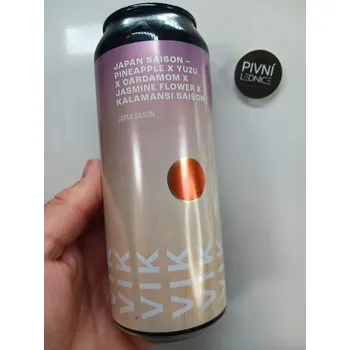 JAPAN SAISON –
PINEAPPLE X YUZU
X CARDAMOM X
JASMINE FLOWER X
KALAMANSI SAISON
JAPAN SAISON
VIK
VIK
VIK
VIK
PIVNÍ
LEDNICE